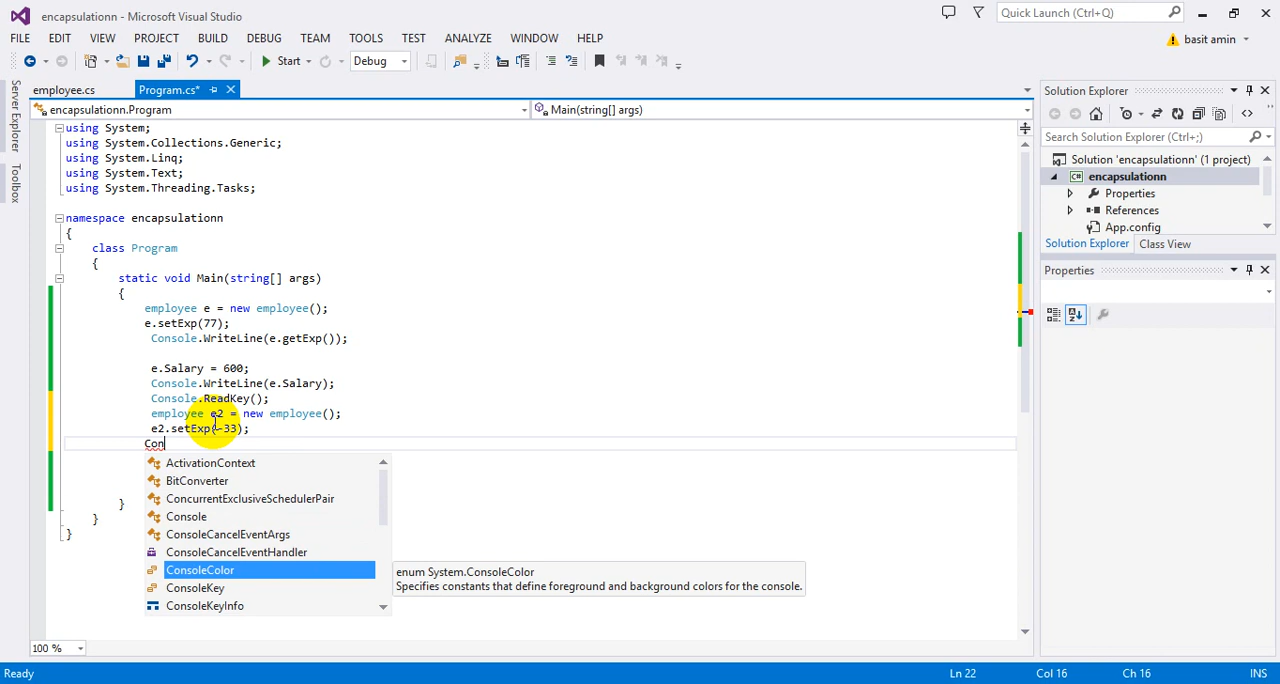 encapsulationn - Microsoft Visual Studio
Quick Launch (Ctrl+Q)
FILE EDIT VIEW PROJECT BUILD DEBUG TEAM TOOLS TEST ANALYZE WINDOW HELP
basit amin
Start Debug
employee.cs Program.cs*
encapsulationn.Program Main(string[] args)
Server Explorer
Toolbox
using System;
using System.Collections.Generic;
using System.Linq;
using System.Text;
using System.Threading.Tasks;
namespace encapsulationn
{
class Program
{
static void Main(string[] args)
{
employee e = new employee();
e.setExp(77);
Console.WriteLine(e.getExp());
e.Salary = 600;
Console.WriteLine(e.Salary);
Console.ReadKey();
employee e2 = new employee();
e2.setExp(-33);
Con
ActivationContext
BitConverter
ConcurrentExclusiveSchedulerPair
Console
ConsoleCancelEventArgs
ConsoleCancelEventHandler
ConsoleColor
ConsoleKey
ConsoleKeyInfo
enum System.ConsoleColor
Specifies constants that define foreground and background colors for the console.
}
}
}
Solution Explorer
Search Solution Explorer (Ctrl+;)
Solution 'encapsulationn' (1 project)
C# encapsulationn
Properties
References
App.config
Solution Explorer Class View
Properties
100 %
Ready Ln 22 Col 16 Ch 16 INS